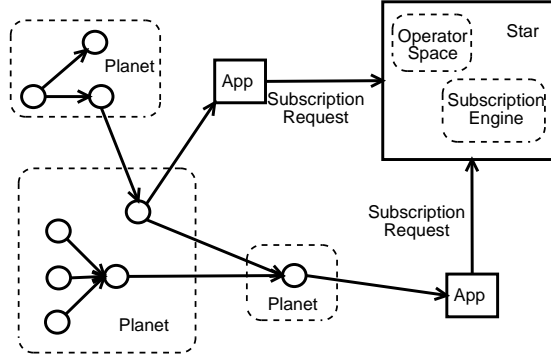 Planet
App
Subscription
Request
Operator
Space
Star
Subscription
Engine
Subscription
Request
Planet
Planet
App